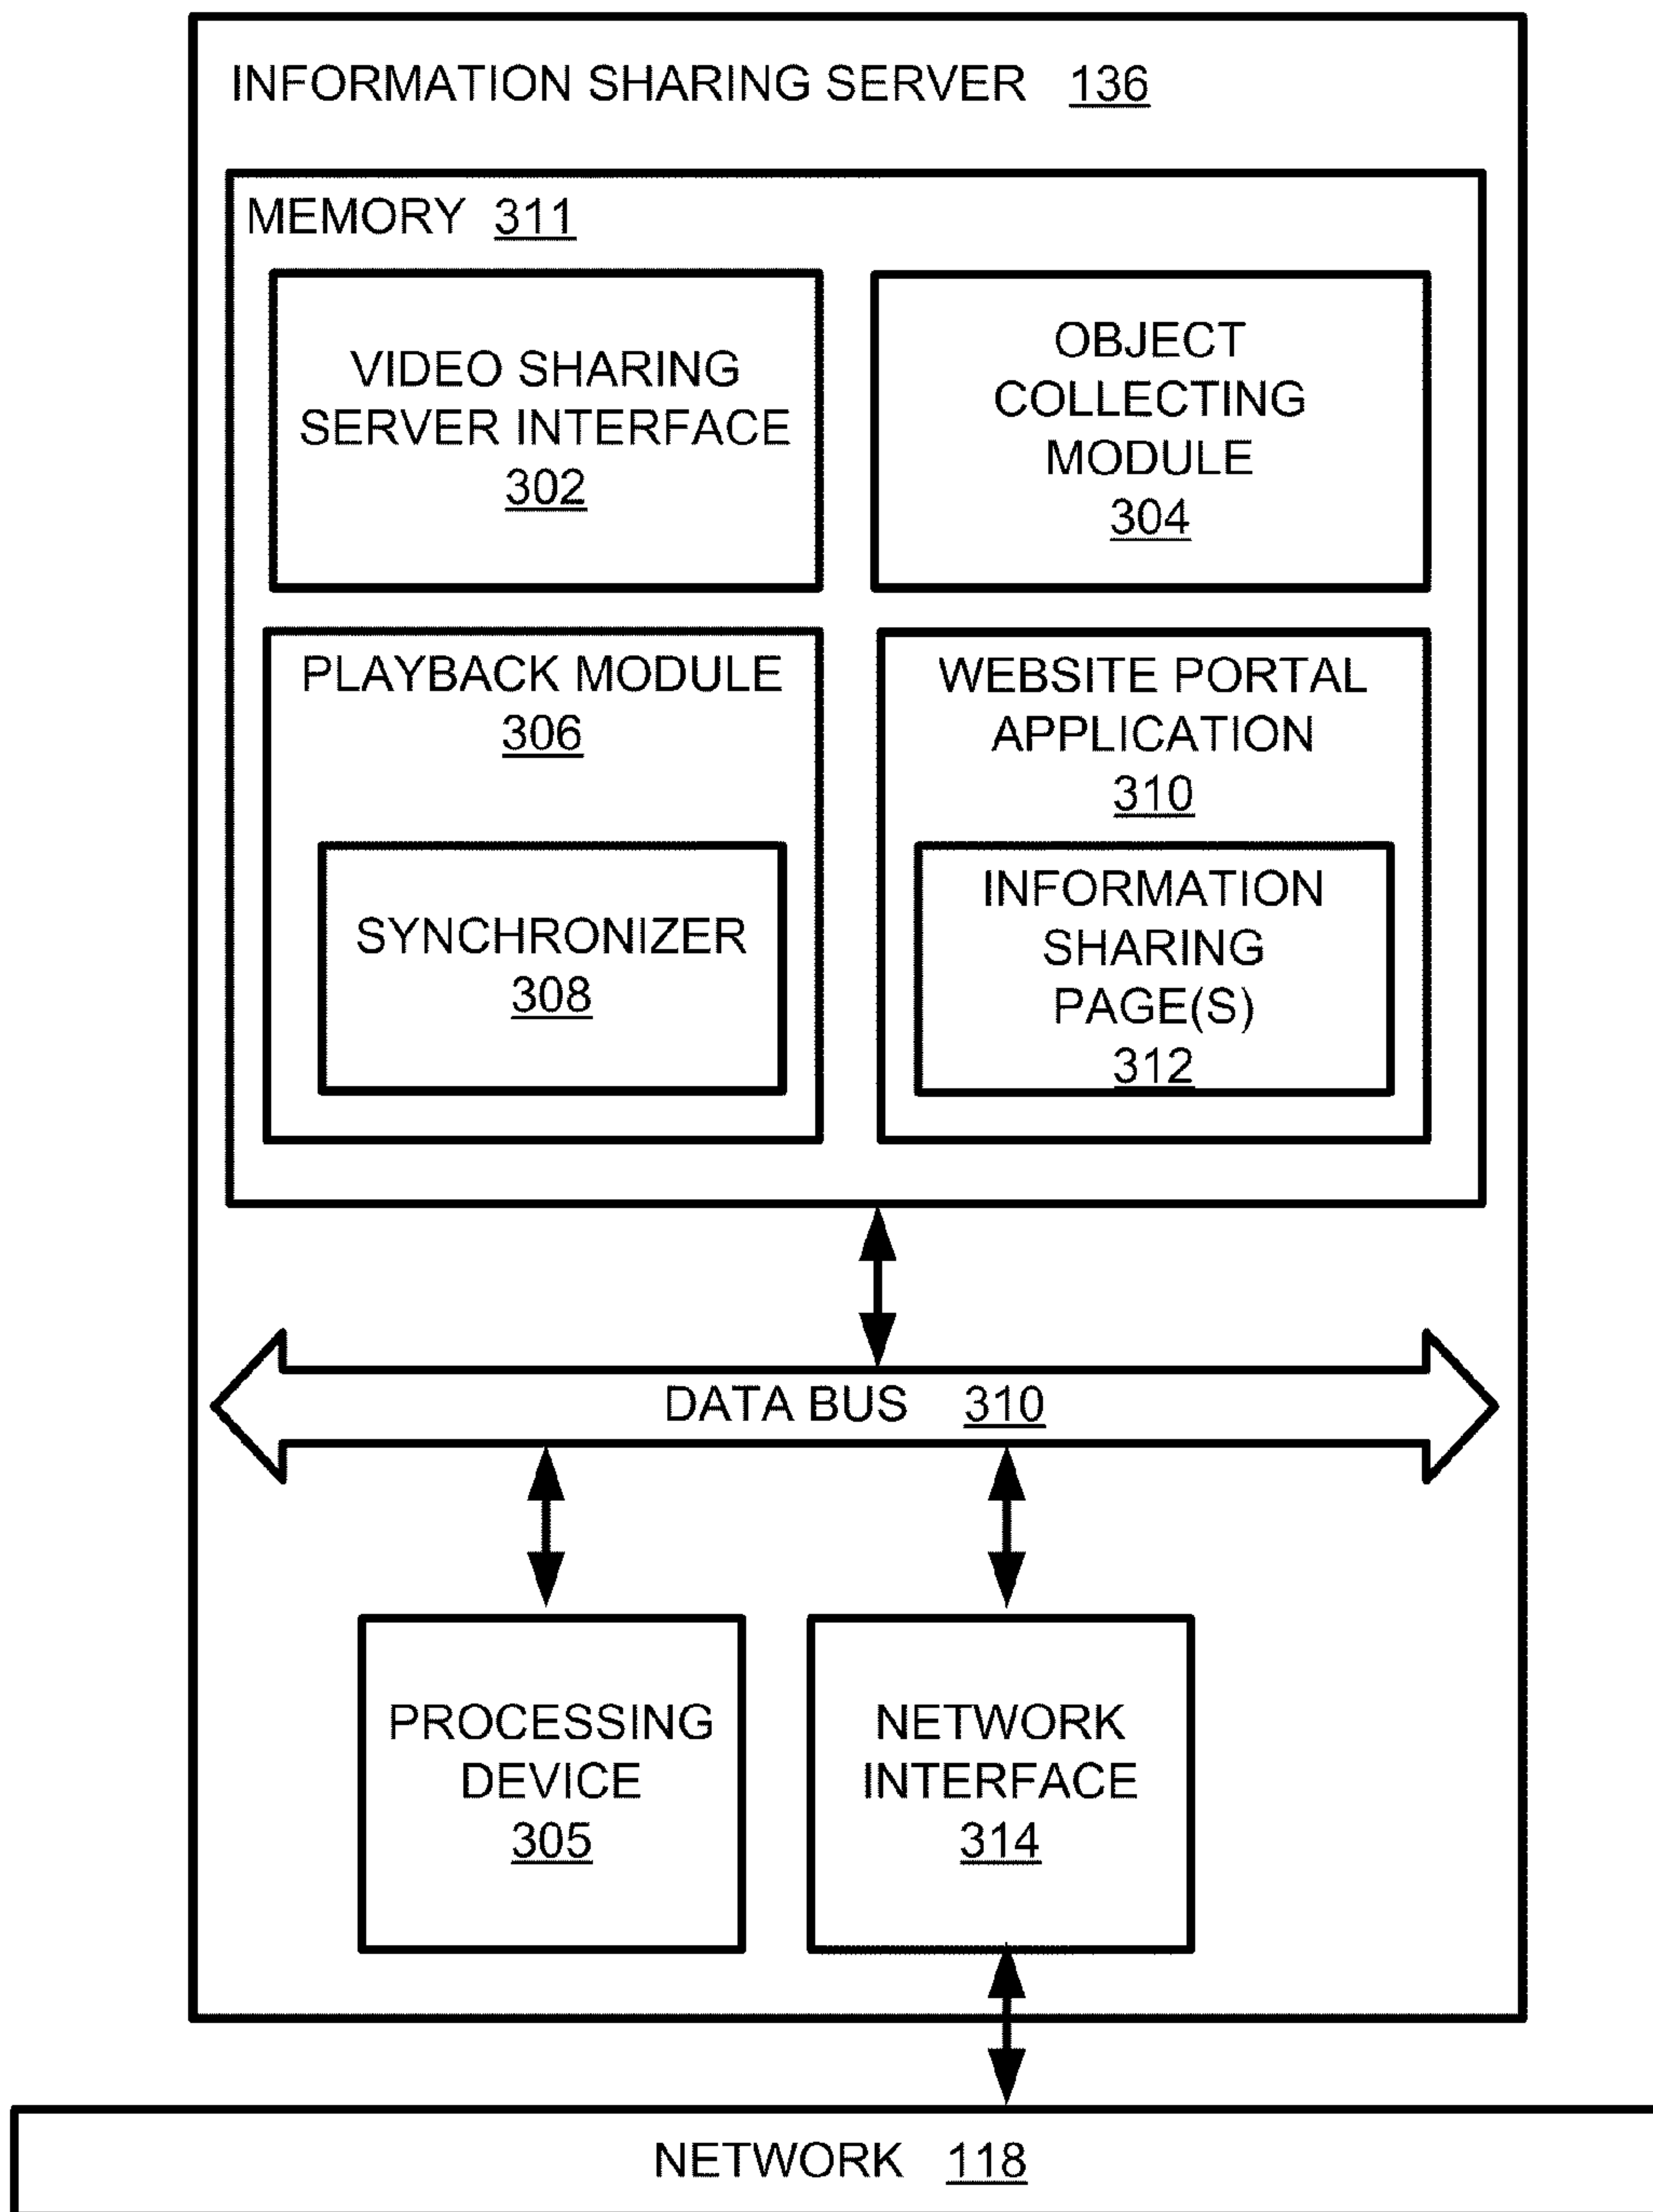 INFORMATION SHARING SERVER 136
MEMORY 311
VIDEO SHARING
SERVER INTERFACE
302
OBJECT
COLLECTING
MODULE
304
PLAYBACK MODULE
306
SYNCHRONIZER
308
WEBSITE PORTAL
APPLICATION
310
INFORMATION
SHARING
PAGE(S)
312
DATA BUS 310
PROCESSING
DEVICE
305
NETWORK
INTERFACE
314
NETWORK 118